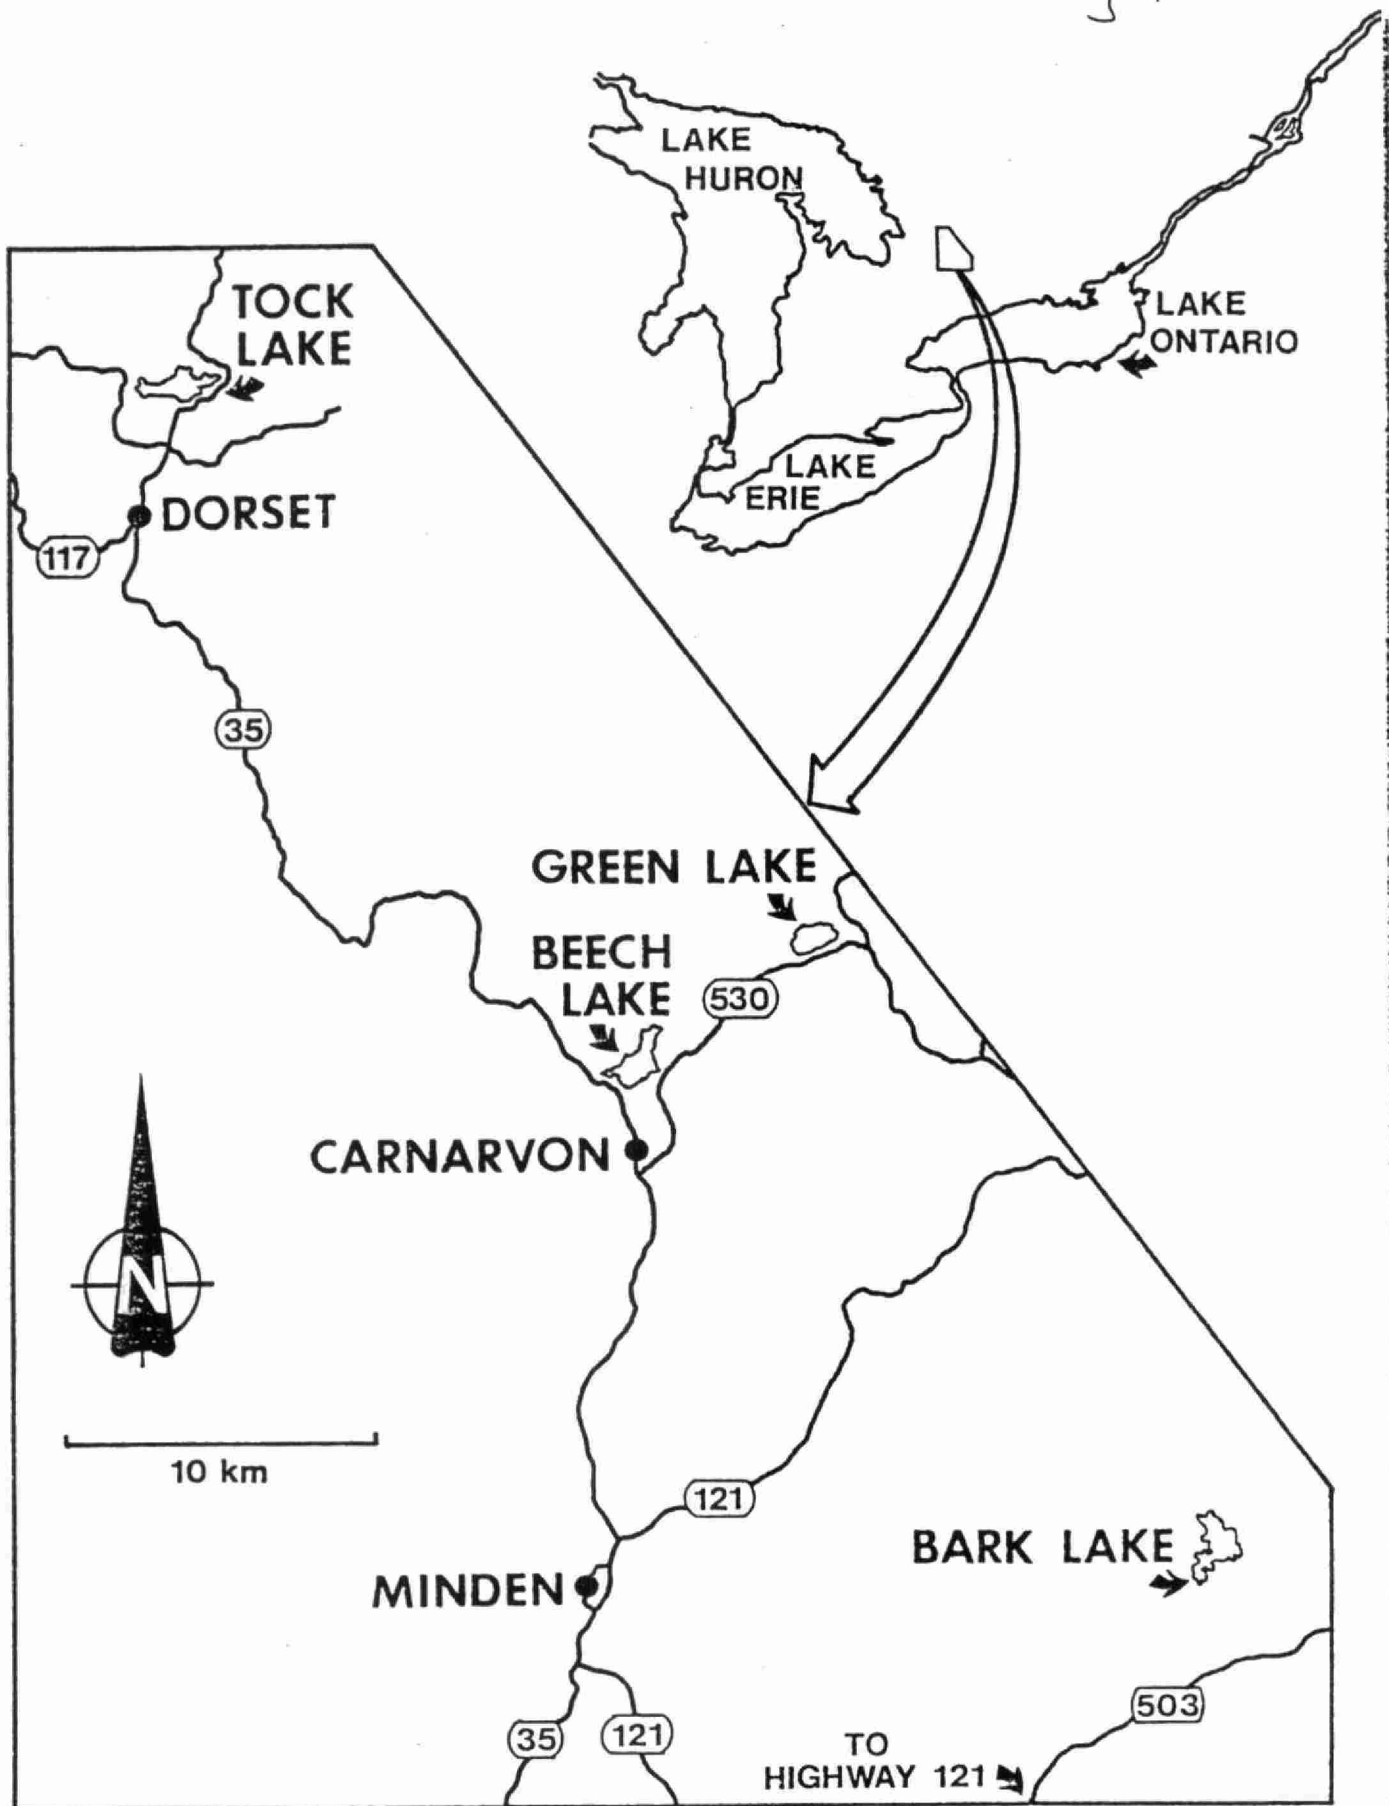 LAKE
HURON
TOCK
LAKE
LAKE
ONTARIO
LAKE
ERIE
DORSET
117
35
GREEN LAKE
BEECH
LAKE
530
CARNARVON
N
10 km
121
BARK LAKE
MINDEN
503
35
121
TO
HIGHWAY 121